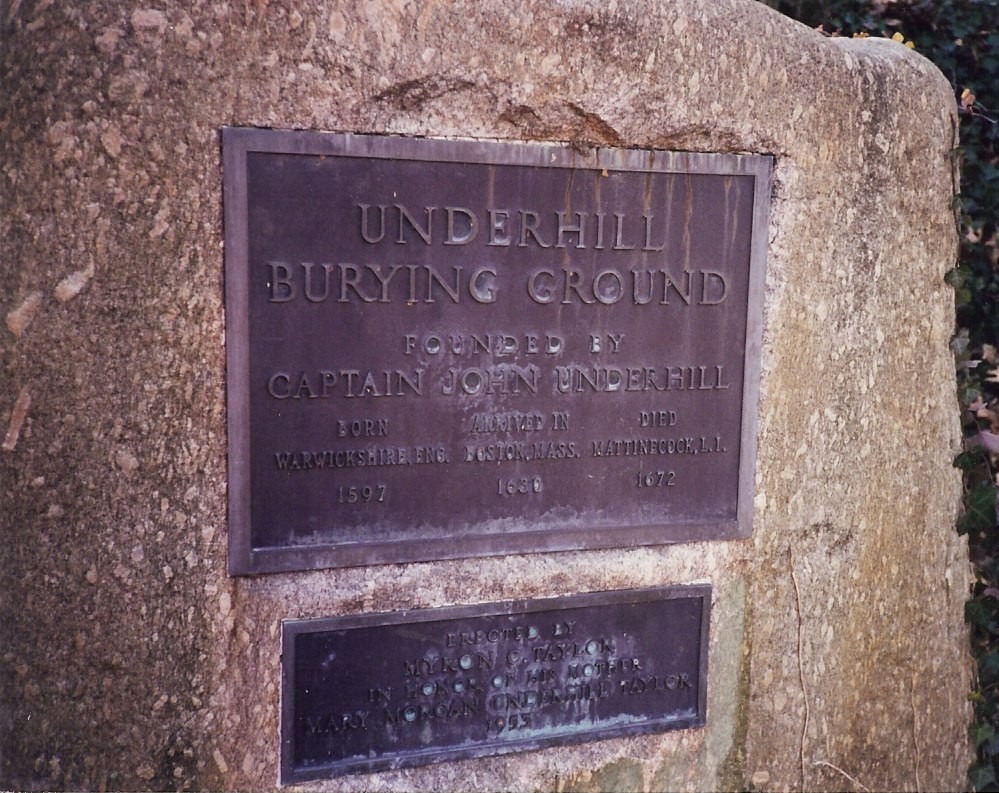 UNDERHILL
BURYING GROUND
FOUNDED BY
CAPTAIN JOHN UNDERHILL
BORN ARRIVED IN DIED
WARWICKSHIRE, ENG. BOSTON, MASS. MATTINECOCK, L.I.
1597 1630 1672
ERECTED BY
MYRON C. TAYLOR
IN HONOR OF HIS MOTHER
MARY MORGAN UNDERHILL TAYLOR
1953